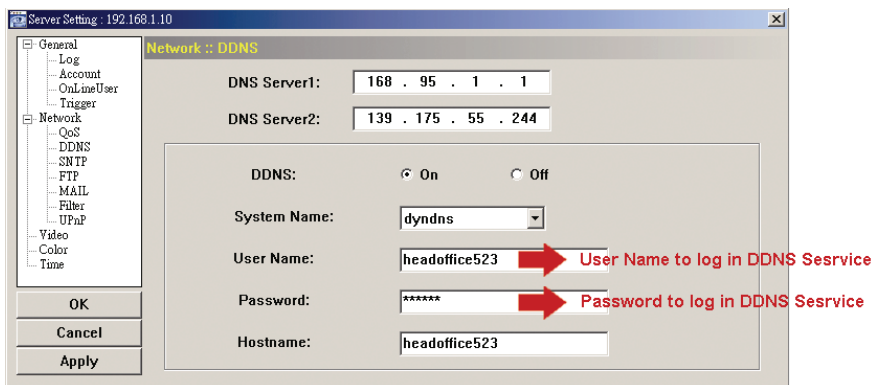 Server Setting : 192.168.1.10
General
Log
Account
OnLineUser
Trigger
Network
QoS
DDNS
SNTP
FTP
MAIL
Filter
UPnP
Video
Color
Time
OK
Cancel
Apply
Network :: DDNS
DNS Server1: 168 . 95 . 1 . 1
DNS Server2: 139 . 175 . 55 . 244
DDNS: On Off
System Name: dyndns
User Name: headoffice523 User Name to log in DDNS Sesrvice
Password: ****** Password to log in DDNS Sesrvice
Hostname: headoffice523